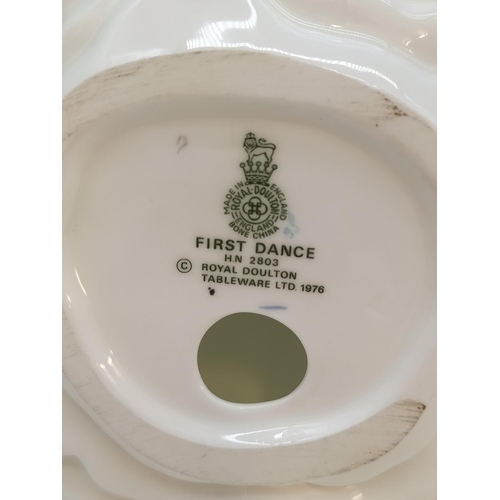 MADE IN ENGLAND
ROYAL DOULTON
ENGLAND
BONE CHINA
FIRST DANCE
H.N 2803
© ROYAL DOULTON
TABLEWARE LTD. 1976